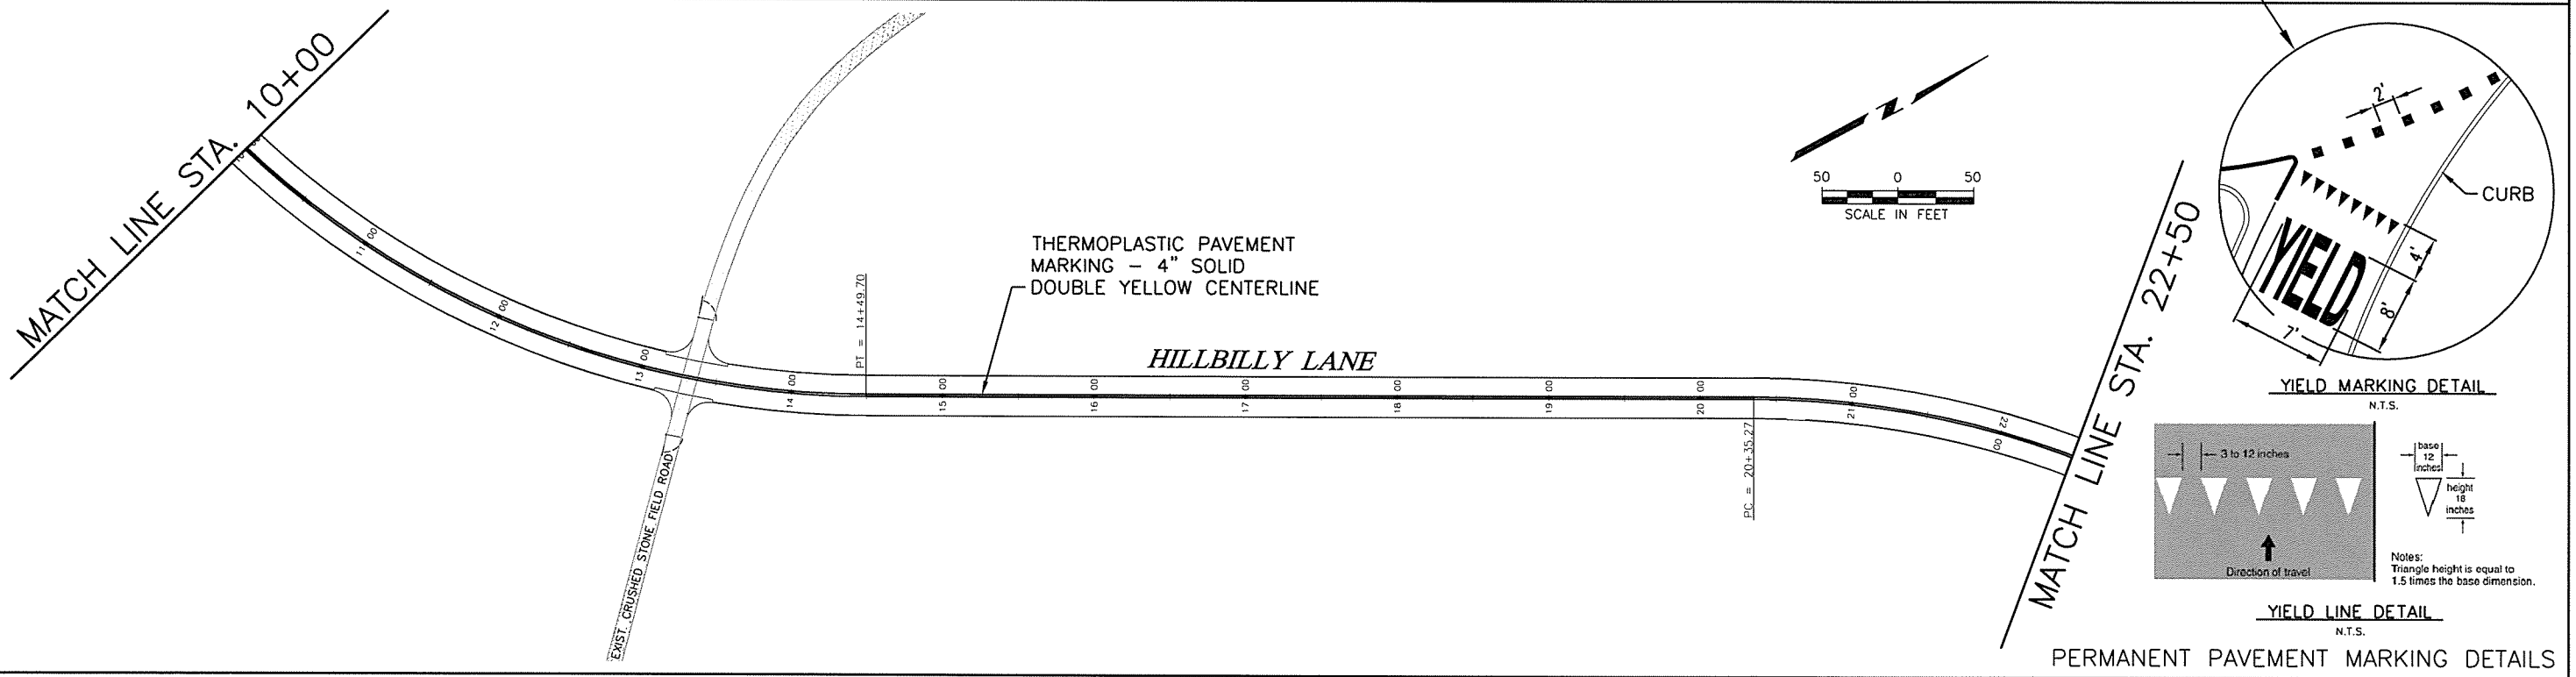 MATCH LINE STA. 10+00
10+00
11+00
12+00
13+00
14+00
PT = 14+49.70
EXIST. CRUSHED STONE FIELD ROAD
THERMOPLASTIC PAVEMENT
MARKING – 4" SOLID
DOUBLE YELLOW CENTERLINE
HILLBILLY LANE
15+00
16+00
17+00
18+00
19+00
20+00
PC = 20+35.27
21+00
22+00
N
50 0 50
SCALE IN FEET
MATCH LINE STA. 22+50
2'
CURB
YIELD
4'
8'
7'
YIELD MARKING DETAIL
N.T.S.
3 to 12 inches
Direction of travel
base
12
inches
height
18
inches
Notes:
Triangle height is equal to
1.5 times the base dimension.
YIELD LINE DETAIL
N.T.S.
PERMANENT PAVEMENT MARKING DETAILS